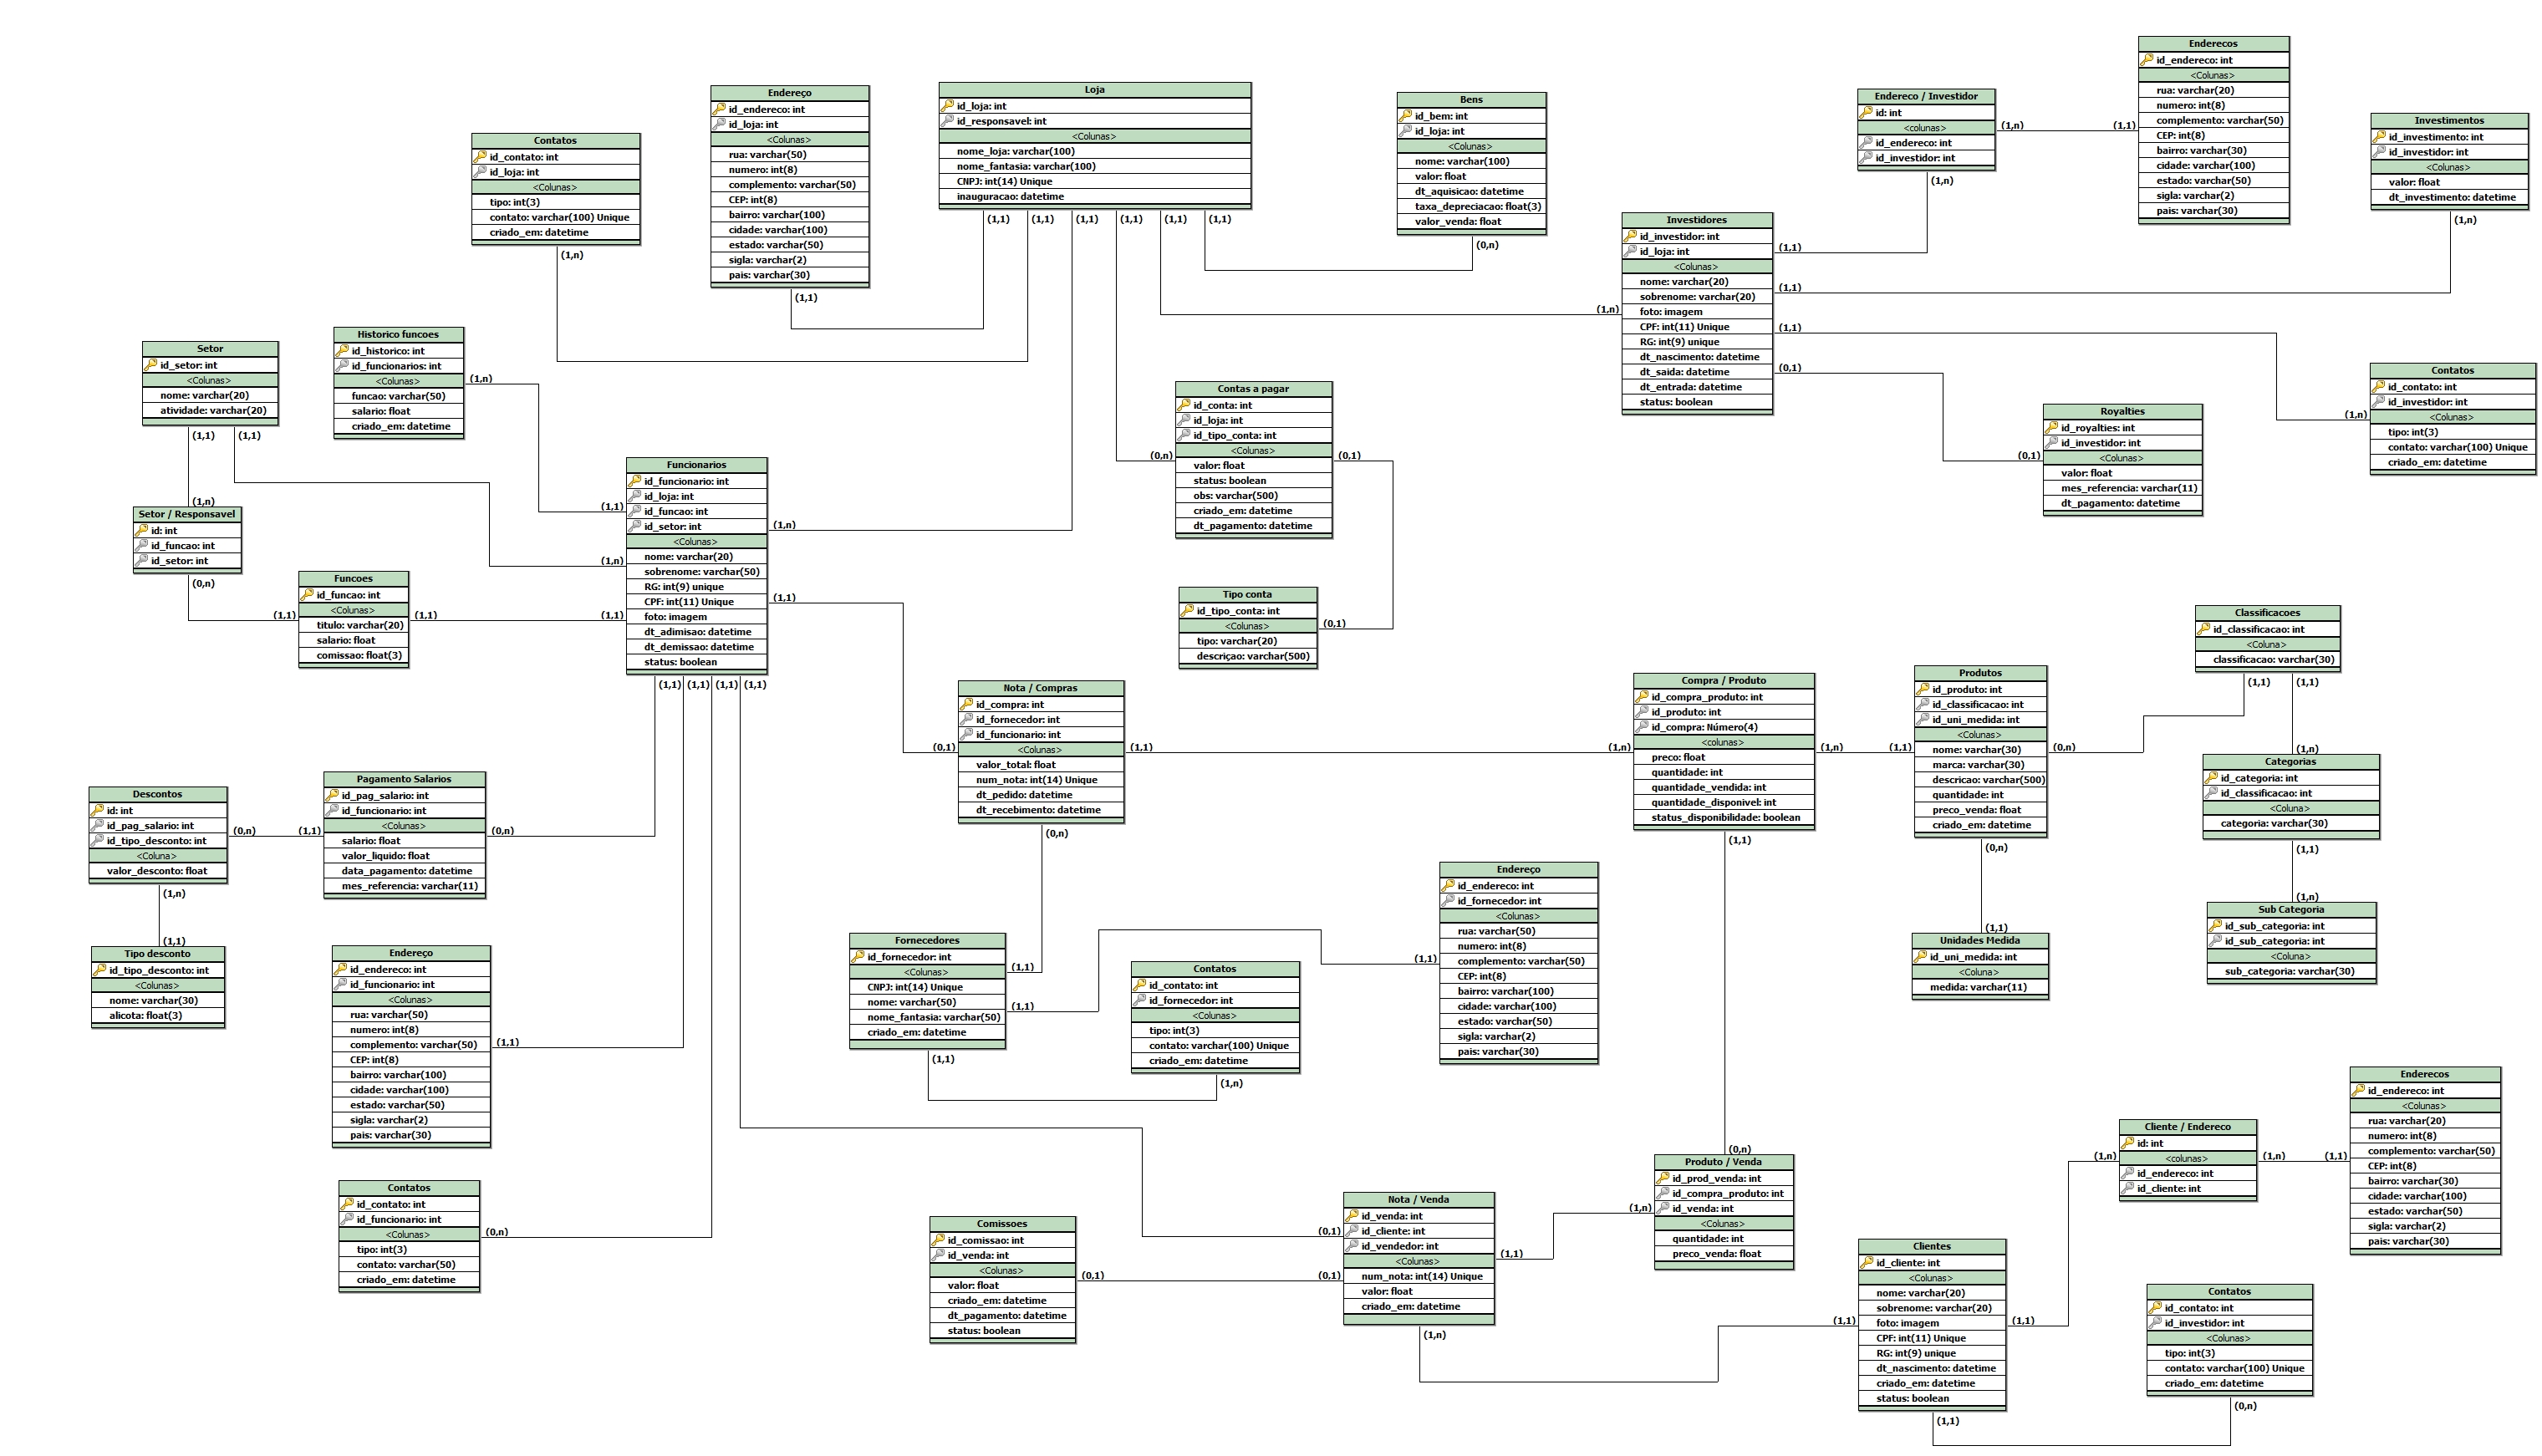 Contatos
id_contato: int
id_loja: int
<Colunas>
tipo: int(3)
contato: varchar(100) Unique
criado_em: datetime
(1,n)
Endereço
id_endereco: int
id_loja: int
<Colunas>
rua: varchar(50)
numero: int(8)
complemento: varchar(50)
CEP: int(8)
bairro: varchar(100)
cidade: varchar(100)
estado: varchar(50)
sigla: varchar(2)
pais: varchar(30)
(1,1)
Loja
id_loja: int
id_responsavel: int
<Colunas>
nome_loja: varchar(100)
nome_fantasia: varchar(100)
CNPJ: int(14) Unique
inauguracao: datetime
(1,1)
(1,1)
(1,1)
(1,1)
(1,1)
(1,1)
Bens
id_bem: int
id_loja: int
<Colunas>
nome: varchar(100)
valor: float
dt_aquisicao: datetime
taxa_depreciacao: float(3)
valor_venda: float
(0,n)
Endereco / Investidor
id: int
<colunas>
id_endereco: int
id_investidor: int
(1,n)
(1,1)
(1,n)
Enderecos
id_endereco: int
<Colunas>
rua: varchar(20)
numero: int(8)
complemento: varchar(50)
CEP: int(8)
bairro: varchar(30)
cidade: varchar(100)
estado: varchar(50)
sigla: varchar(2)
pais: varchar(30)
Investimentos
id_investimento: int
id_investidor: int
<Colunas>
valor: float
dt_investimento: datetime
(1,n)
Investidores
id_investidor: int
id_loja: int
<Colunas>
nome: varchar(20)
sobrenome: varchar(20)
foto: imagem
CPF: int(11) Unique
RG: int(9) unique
dt_nascimento: datetime
dt_saida: datetime
dt_entrada: datetime
status: boolean
(1,n)
(1,1)
(1,1)
(1,1)
(0,1)
Contatos
id_contato: int
id_investidor: int
<Colunas>
tipo: int(3)
contato: varchar(100) Unique
criado_em: datetime
(1,n)
Royalties
id_royalties: int
id_investidor: int
<Colunas>
valor: float
mes_referencia: varchar(11)
dt_pagamento: datetime
(0,1)
Setor
id_setor: int
<Colunas>
nome: varchar(20)
atividade: varchar(20)
(1,1)
(1,1)
Historico funcoes
id_historico: int
id_funcionarios: int
<Colunas>
funcao: varchar(50)
salario: float
criado_em: datetime
(1,n)
(1,n)
Setor / Responsavel
id: int
id_funcao: int
id_setor: int
(0,n)
Funcoes
id_funcao: int
<Colunas>
titulo: varchar(20)
salario: float
comissao: float(3)
(1,1)
(1,1)
Funcionarios
id_funcionario: int
id_loja: int
id_funcao: int
id_setor: int
<Colunas>
nome: varchar(20)
sobrenome: varchar(50)
RG: int(9) unique
CPF: int(11) Unique
foto: imagem
dt_adimisao: datetime
dt_demissao: datetime
status: boolean
(1,1)
(1,n)
(1,n)
(1,1)
(1,1)
(1,1)
(1,1)
(1,1)
(1,1)
Contas a pagar
id_conta: int
id_loja: int
id_tipo_conta: int
<Colunas>
valor: float
status: boolean
obs: varchar(500)
criado_em: datetime
dt_pagamento: datetime
(0,n)
(0,1)
Tipo conta
id_tipo_conta: int
<Colunas>
tipo: varchar(20)
descriçao: varchar(500)
(0,1)
Nota / Compras
id_compra: int
id_fornecedor: int
id_funcionario: int
<Colunas>
valor_total: float
num_nota: int(14) Unique
dt_pedido: datetime
dt_recebimento: datetime
(0,1)
(1,1)
(0,n)
Compra / Produto
id_compra_produto: int
id_produto: int
id_compra: Número(4)
<colunas>
preco: float
quantidade: int
quantidade_vendida: int
quantidade_disponivel: int
status_disponibilidade: boolean
(1,n)
(1,n)
(1,1)
Produtos
id_produto: int
id_classificacao: int
id_uni_medida: int
<Colunas>
nome: varchar(30)
marca: varchar(30)
descricao: varchar(500)
quantidade: int
preco_venda: float
criado_em: datetime
(1,1)
(0,n)
(0,n)
Classificacoes
id_classificacao: int
<Coluna>
classificacao: varchar(30)
(1,1)
(1,1)
(1,n)
Categorias
id_categoria: int
id_classificacao: int
<Coluna>
categoria: varchar(30)
(1,1)
(1,n)
Sub Categoria
id_sub_categoria: int
id_sub_categoria: int
<Coluna>
sub_categoria: varchar(30)
(1,1)
Unidades Medida
id_uni_medida: int
<Coluna>
medida: varchar(11)
Descontos
id: int
id_pag_salario: int
id_tipo_desconto: int
<Coluna>
valor_desconto: float
(0,n)
(1,n)
Pagamento Salarios
id_pag_salario: int
id_funcionario: int
<Colunas>
salario: float
valor_liquido: float
data_pagamento: datetime
mes_referencia: varchar(11)
(1,1)
(0,n)
(1,1)
Tipo desconto
id_tipo_desconto: int
<Colunas>
nome: varchar(30)
alicota: float(3)
Endereço
id_endereco: int
id_funcionario: int
<Colunas>
rua: varchar(50)
numero: int(8)
complemento: varchar(50)
CEP: int(8)
bairro: varchar(100)
cidade: varchar(100)
estado: varchar(50)
sigla: varchar(2)
pais: varchar(30)
(1,1)
Contatos
id_contato: int
id_funcionario: int
<Colunas>
tipo: int(3)
contato: varchar(50)
criado_em: datetime
(0,n)
Fornecedores
id_fornecedor: int
<Colunas>
CNPJ: int(14) Unique
nome: varchar(50)
nome_fantasia: varchar(50)
criado_em: datetime
(1,1)
(1,1)
(1,1)
Contatos
id_contato: int
id_fornecedor: int
<Colunas>
tipo: int(3)
contato: varchar(100) Unique
criado_em: datetime
(1,n)
Endereço
id_endereco: int
id_fornecedor: int
<Colunas>
rua: varchar(50)
numero: int(8)
complemento: varchar(50)
CEP: int(8)
bairro: varchar(100)
cidade: varchar(100)
estado: varchar(50)
sigla: varchar(2)
pais: varchar(30)
(1,1)
Comissoes
id_comissao: int
id_venda: int
<Colunas>
valor: float
criado_em: datetime
dt_pagamento: datetime
status: boolean
(0,1)
Nota / Venda
id_venda: int
id_cliente: int
id_vendedor: int
<Colunas>
num_nota: int(14) Unique
valor: float
criado_em: datetime
(0,1)
(0,1)
(1,1)
(1,n)
(0,n)
Produto / Venda
id_prod_venda: int
id_compra_produto: int
id_venda: int
<Colunas>
quantidade: int
preco_venda: float
(1,n)
Clientes
id_cliente: int
<Colunas>
nome: varchar(20)
sobrenome: varchar(20)
foto: imagem
CPF: int(11) Unique
RG: int(9) unique
dt_nascimento: datetime
criado_em: datetime
status: boolean
(1,1)
(1,1)
(1,1)
Cliente / Endereco
id: int
<colunas>
id_endereco: int
id_cliente: int
(1,n)
(1,n)
(1,1)
Enderecos
id_endereco: int
<Colunas>
rua: varchar(20)
numero: int(8)
complemento: varchar(50)
CEP: int(8)
bairro: varchar(30)
cidade: varchar(100)
estado: varchar(50)
sigla: varchar(2)
pais: varchar(30)
Contatos
id_contato: int
id_investidor: int
<Colunas>
tipo: int(3)
contato: varchar(100) Unique
criado_em: datetime
(0,n)